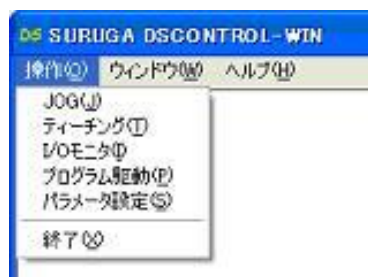 DS SURUGA DSCONTROL-WIN
操作(O) ウィンドウ(W) ヘルプ(H)
JOG(J)
ティーチング(T)
I/Oモニタ(I)
プログラム駆動(P)
パラメータ設定(S)
終了(X)